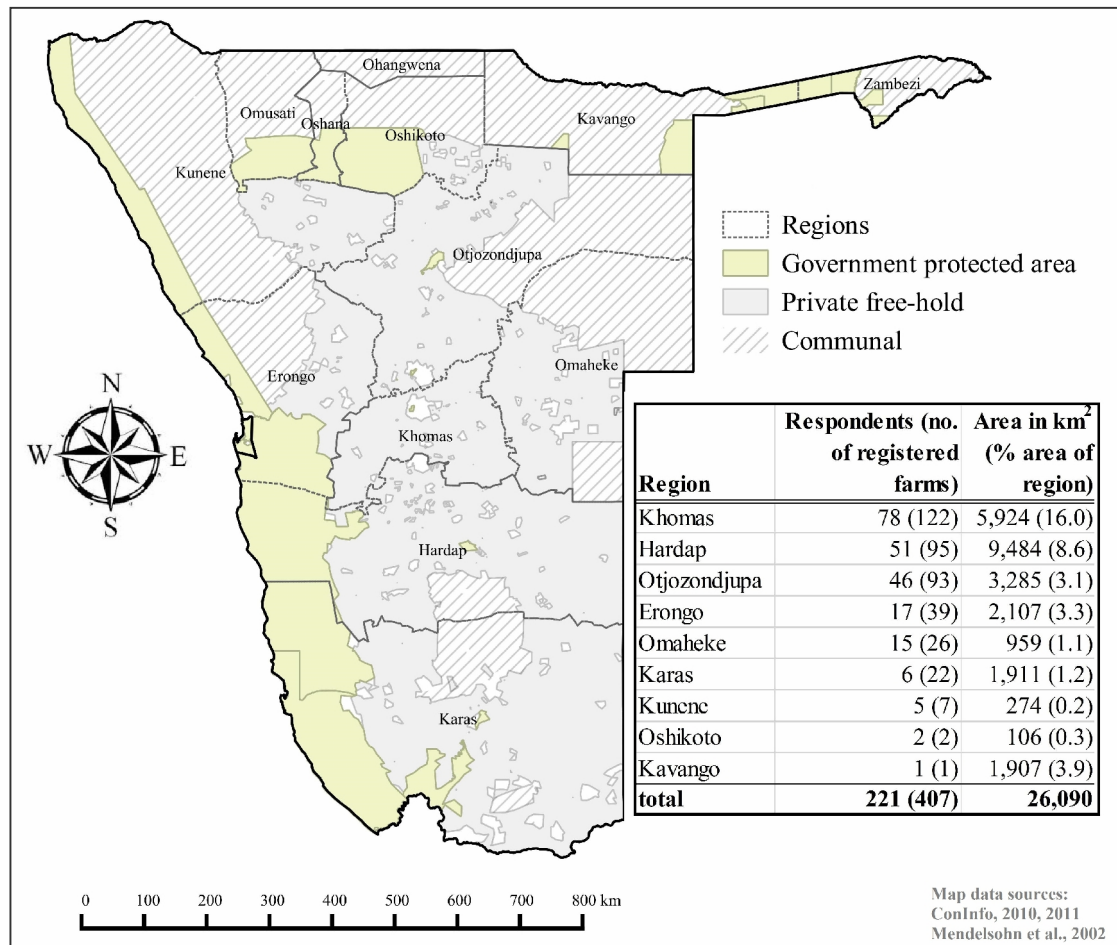 Ohangwena
Zambezi
Omusati
Oshana
Kavango
Oshikoto
Kunene
Regions
Government protected area
Private free-hold
Communal
Otjozondjupa
Omaheke
Erongo
Khomas
Hardap
Karas
N
W E
S
Region Respondents (no. of registered farms) Area in km2 (% area of region)
Khomas 78 (122) 5,924 (16.0)
Hardap 51 (95) 9,484 (8.6)
Otjozondjupa 46 (93) 3,285 (3.1)
Erongo 17 (39) 2,107 (3.3)
Omaheke 15 (26) 959 (1.1)
Karas 6 (22) 1,911 (1.2)
Kunene 5 (7) 274 (0.2)
Oshikoto 2 (2) 106 (0.3)
Kavango 1 (1) 1,907 (3.9)
total 221 (407) 26,090
0 100 200 300 400 500 600 700 800 km
Map data sources:
ConInfo, 2010, 2011
Mendelsohn et al., 2002